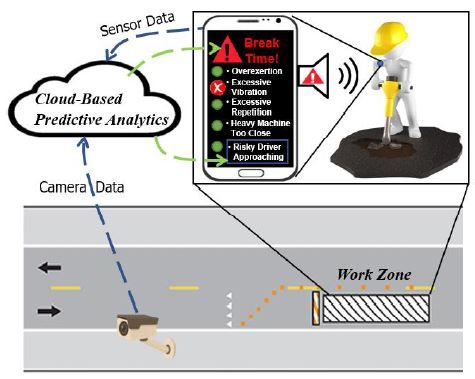 Sensor Data
Break
Time!
• Overexertion
• Excessive
Vibration
• Excessive
Repetition
• Heavy Machine
Too Close
• Risky Driver
Approaching
Cloud-Based
Predictive Analytics
Camera Data
Work Zone